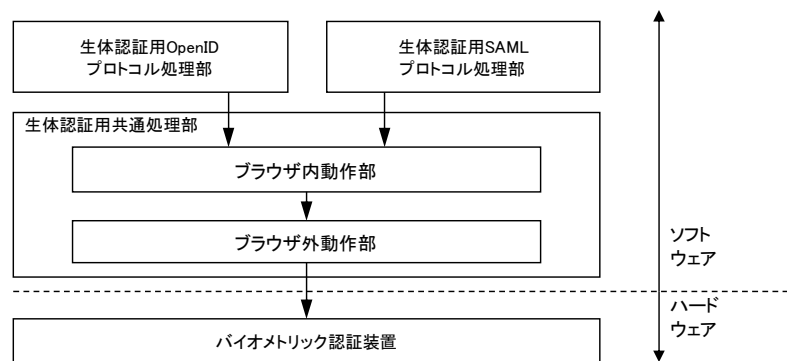 生体認証用OpenID
プロトコル処理部
生体認証用SAML
プロトコル処理部
生体認証用共通処理部
ブラウザ内動作部
ブラウザ外動作部
ソフト
ウェア
ハード
ウェア
バイオメトリック認証装置